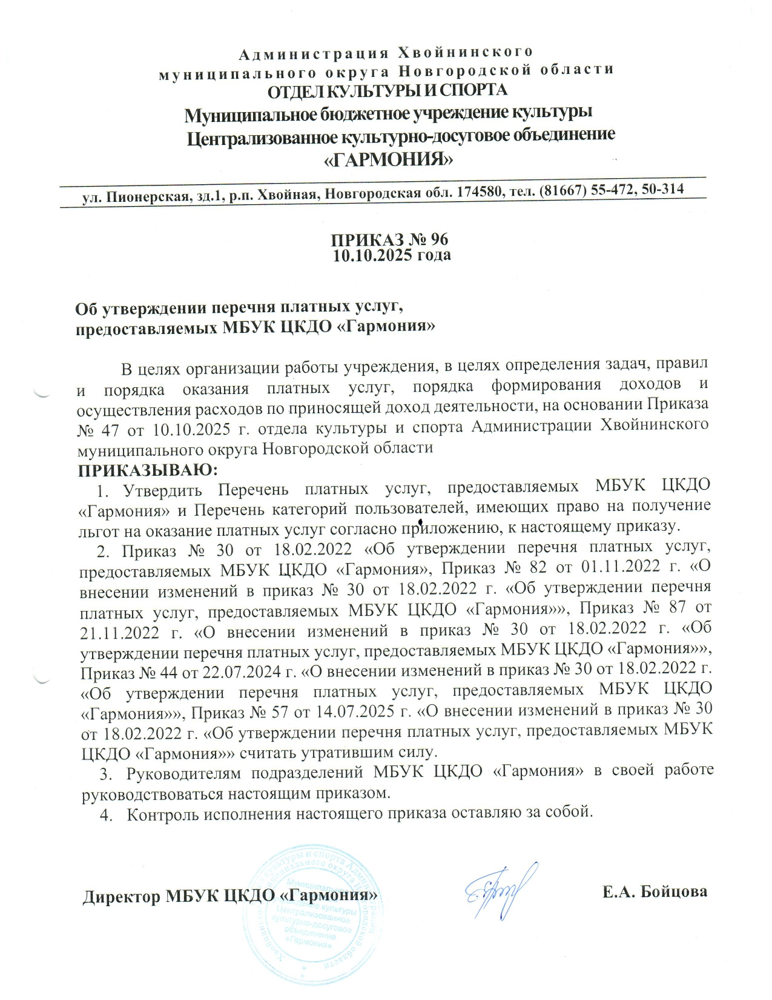 Администрация Хвойнинского
муниципального округа Новгородской области
ОТДЕЛ КУЛЬТУРЫ И СПОРТА
Муниципальное бюджетное учреждение культуры
Централизованное культурно-досуговое объединение
«ГАРМОНИЯ»
ул. Пионерская, зд.1, р.п. Хвойная, Новгородская обл. 174580, тел. (81667) 55-472, 50-314
ПРИКАЗ № 96
10.10.2025 года
Об утверждении перечня платных услуг,
предоставляемых МБУК ЦКДО «Гармония»
В целях организации работы учреждения, в целях определения задач, правил
и порядка оказания платных услуг, порядка формирования доходов и
осуществления расходов по приносящей доход деятельности, на основании Приказа
№ 47 от 10.10.2025 г. отдела культуры и спорта Администрации Хвойнинского
муниципального округа Новгородской области
ПРИКАЗЫВАЮ:
1. Утвердить Перечень платных услуг, предоставляемых МБУК ЦКДО
«Гармония» и Перечень категорий пользователей, имеющих право на получение
льгот на оказание платных услуг согласно приложению, к настоящему приказу.
2. Приказ № 30 от 18.02.2022 «Об утверждении перечня платных услуг,
предоставляемых МБУК ЦКДО «Гармония», Приказ № 82 от 01.11.2022 г. «О
внесении изменений в приказ № 30 от 18.02.2022 г. «Об утверждении перечня
платных услуг, предоставляемых МБУК ЦКДО «Гармония»», Приказ № 87 от
21.11.2022 г. «О внесении изменений в приказ № 30 от 18.02.2022 г. «Об
утверждении перечня платных услуг, предоставляемых МБУК ЦКДО «Гармония»»,
Приказ № 44 от 22.07.2024 г. «О внесении изменений в приказ № 30 от 18.02.2022 г.
«Об утверждении перечня платных услуг, предоставляемых МБУК ЦКДО
«Гармония»», Приказ № 57 от 14.07.2025 г. «О внесении изменений в приказ № 30
от 18.02.2022 г. «Об утверждении перечня платных услуг, предоставляемых МБУК
ЦКДО «Гармония»» считать утратившим силу.
3. Руководителям подразделений МБУК ЦКДО «Гармония» в своей работе
руководствоваться настоящим приказом.
4. Контроль исполнения настоящего приказа оставляю за собой.
Директор МБУК ЦКДО «Гармония» Е.А. Бойцова
Муниципальное
учреждение культуры
Централизованное
культурно-досуговое
объединение
«Гармония»